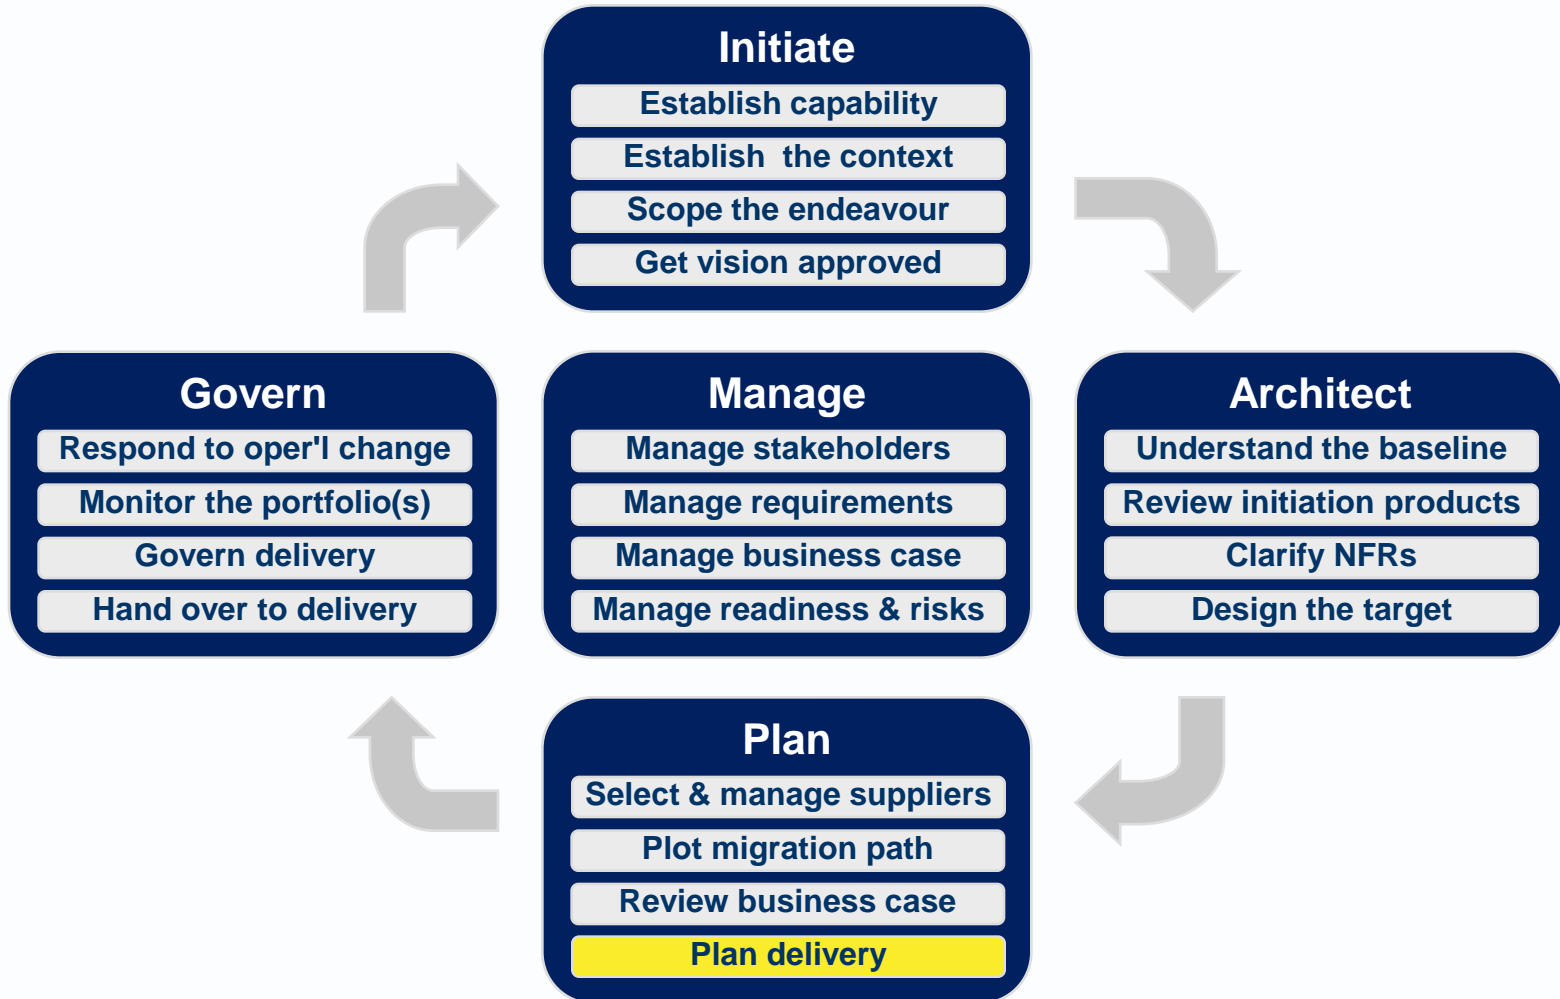 Initiate
Establish capability
Establish  the context
Scope the endeavour
Get vision approved
Govern
Respond to oper'l change
Monitor the portfolio(s)
Govern delivery
Hand over to delivery
Manage
Manage stakeholders
Manage requirements
Manage business case
Manage readiness & risks
Architect
Understand the baseline
Review initiation products
Clarify NFRs
Design the target
Plan
Select & manage suppliers
Plot migration path
Review business case
Plan delivery